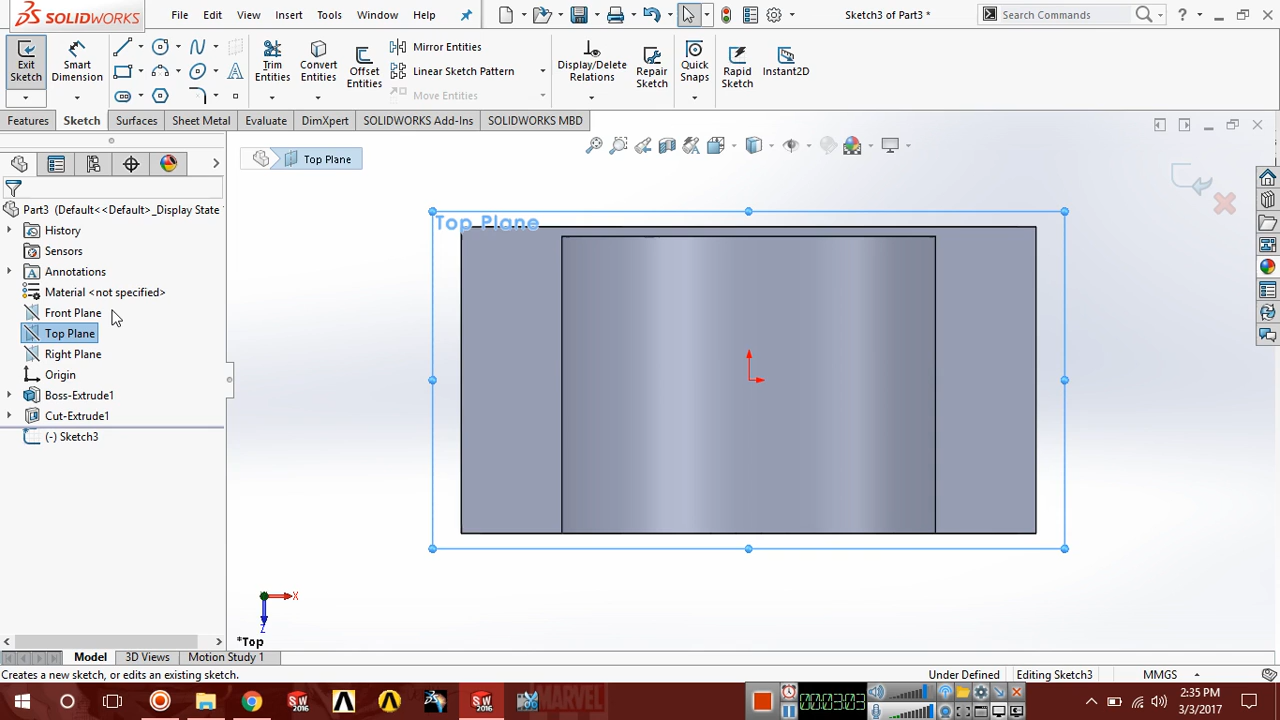 SOLIDWORKS
File Edit View Insert Tools Window Help
Sketch3 of Part3 *
Search Commands
Exit Sketch
Smart Dimension
Trim Entities
Convert Entities
Offset Entities
Mirror Entities
Linear Sketch Pattern
Move Entities
Display/Delete Relations
Repair Sketch
Quick Snaps
Rapid Sketch
Instant2D
Features Sketch Surfaces Sheet Metal Evaluate DimXpert SOLIDWORKS Add-Ins SOLIDWORKS MBD
Top Plane
Part3 (Default<<Default>_Display State
Top Plane
History
Sensors
Annotations
Material <not specified>
Front Plane
Top Plane
Right Plane
Origin
Boss-Extrude1
Cut-Extrude1
(-) Sketch3
X
Z
*Top
Model 3D Views Motion Study 1
Creates a new sketch, or edits an existing sketch.
Under Defined Editing Sketch3 MMGS
00:03:03
2:35 PM
3/3/2017